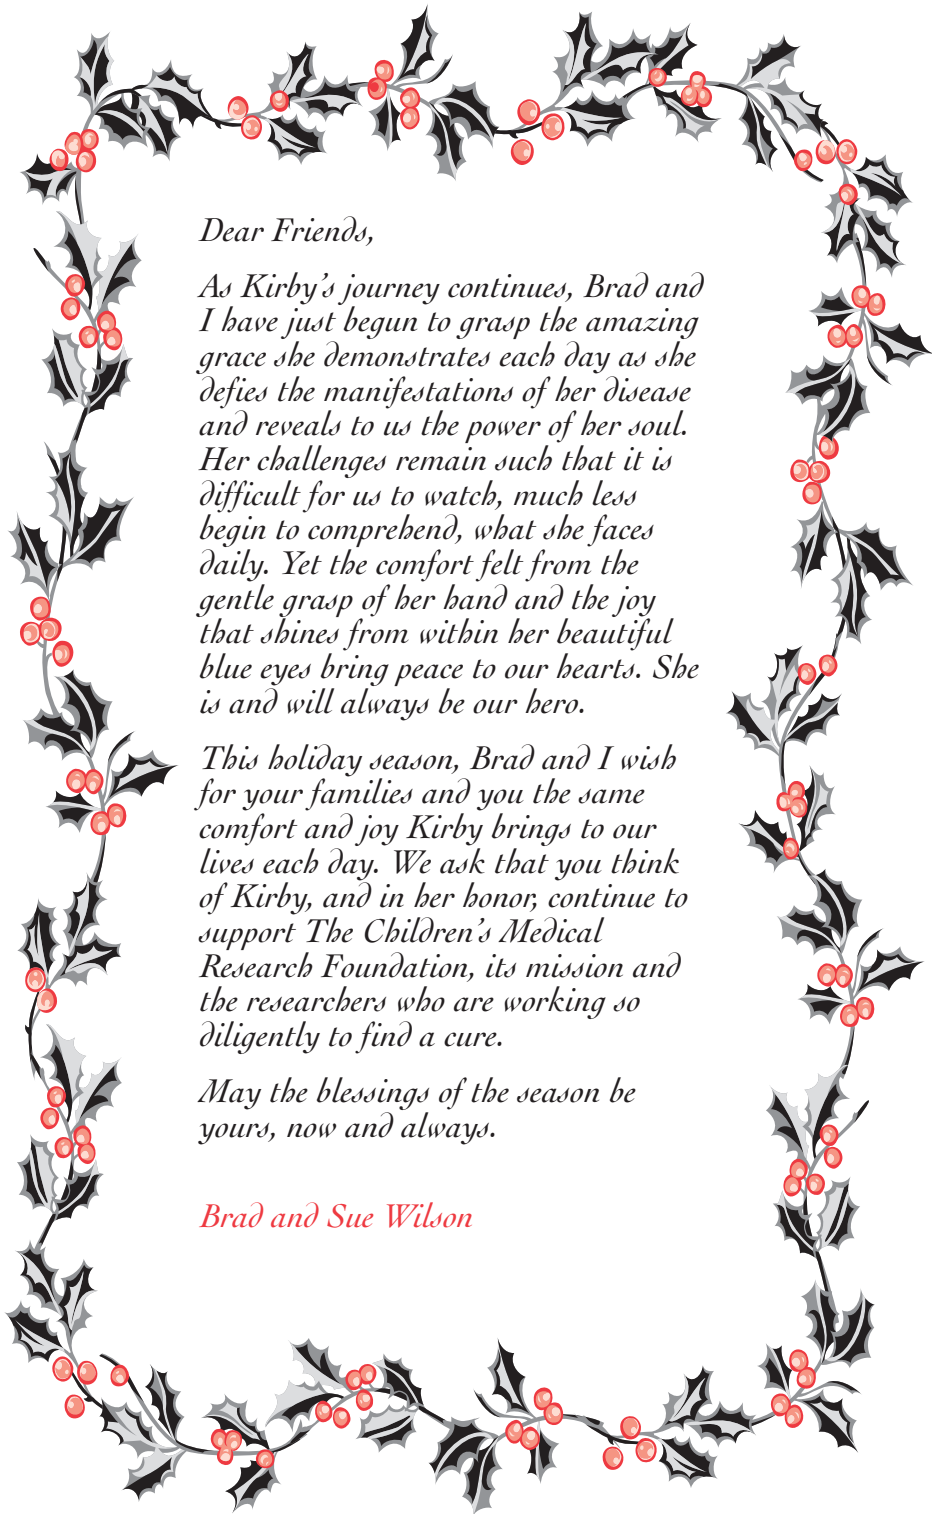 Dear Friends,
As Kirby's journey continues, Brad and
I have just begun to grasp the amazing
grace she demonstrates each day as she
defies the manifestations of her disease
and reveals to us the power of her soul.
Her challenges remain such that it is
difficult for us to watch, much less
begin to comprehend, what she faces
daily. Yet the comfort felt from the
gentle grasp of her hand and the joy
that shines from within her beautiful
blue eyes bring peace to our hearts. She
is and will always be our hero.
This holiday season, Brad and I wish
for your families and you the same
comfort and joy Kirby brings to our
lives each day. We ask that you think
of Kirby, and in her honor, continue to
support The Children's Medical
Research Foundation, its mission and
the researchers who are working so
diligently to find a cure.
May the blessings of the season be
yours, now and always.
Brad and Sue Wilson